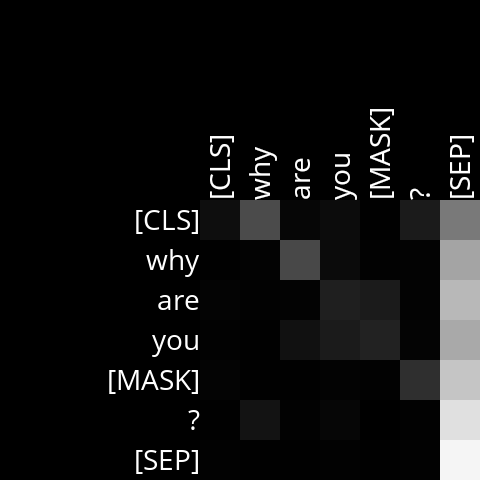 [CLS] why are you [MASK] ? [SEP]
[CLS]
why
are
you
[MASK]
?
[SEP]